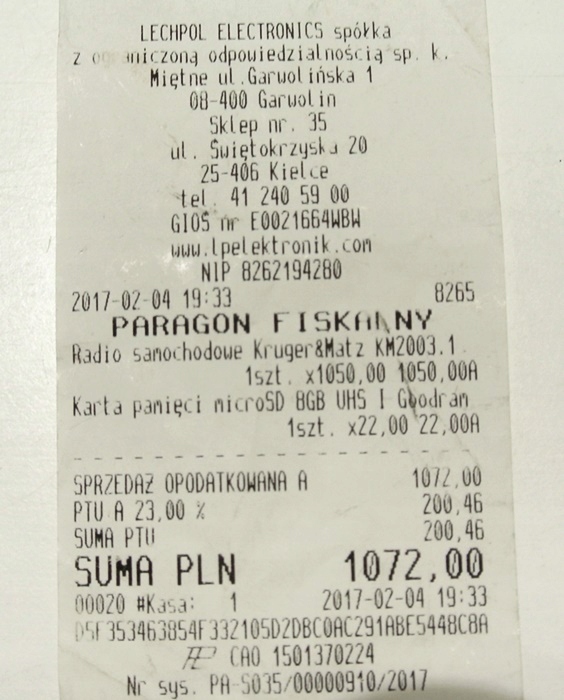 LECHPOL ELECTRONICS spółka
z ograniczoną odpowiedzialnością sp. k.
Miętne ul.Garwolińska 1
08-400 Garwolin
Sklep nr. 35
ul. Świętokrzyska 20
25-406 Kielce
tel. 41 240 59 00
GIOŚ nr E0021664WBW
www.lpelektronik.com
NIP 8262194280
2017-02-04 19:33 8265
PARAGON FISKALNY
Radio samochodowe Kruger&Matz KM2003.1
1szt. x1050,00 1050,00A
Karta pamięci microSD 8GB UHS I Goodram
1szt. x22,00 22,00A
SPRZEDAŻ OPODATKOWANA A 1072,00
PTU A 23,00 % 200,46
SUMA PTU 200,46
SUMA PLN 1072,00
00020 #Kasa: 1 2017-02-04 19:33
D5F353463854F332105D2DBC0AC291ABE5448C8A
CAO 1501370224
Nr sys. PA-S035/00000910/2017